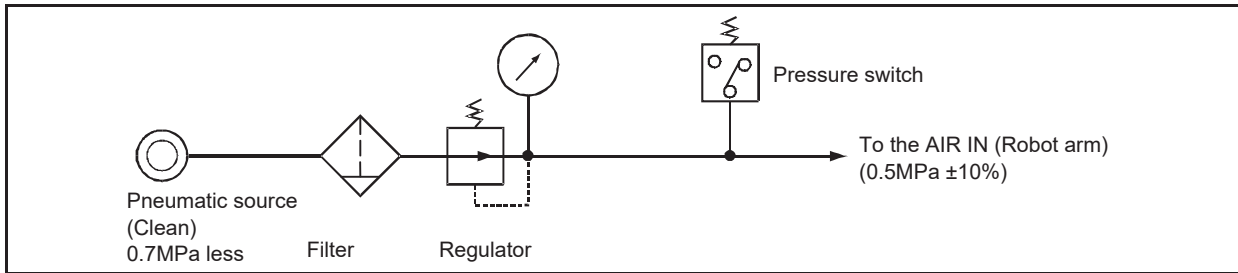 Pressure switch
To the AIR IN (Robot arm)
(0.5MPa ±10%)
Pneumatic source
(Clean)
0.7MPa less
Filter
Regulator